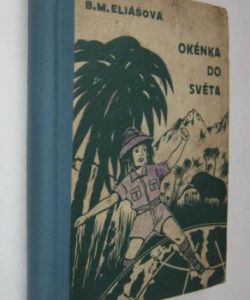 B.M. ELIÁŠOVÁ
OKÉNKA
DO
SVĚTA